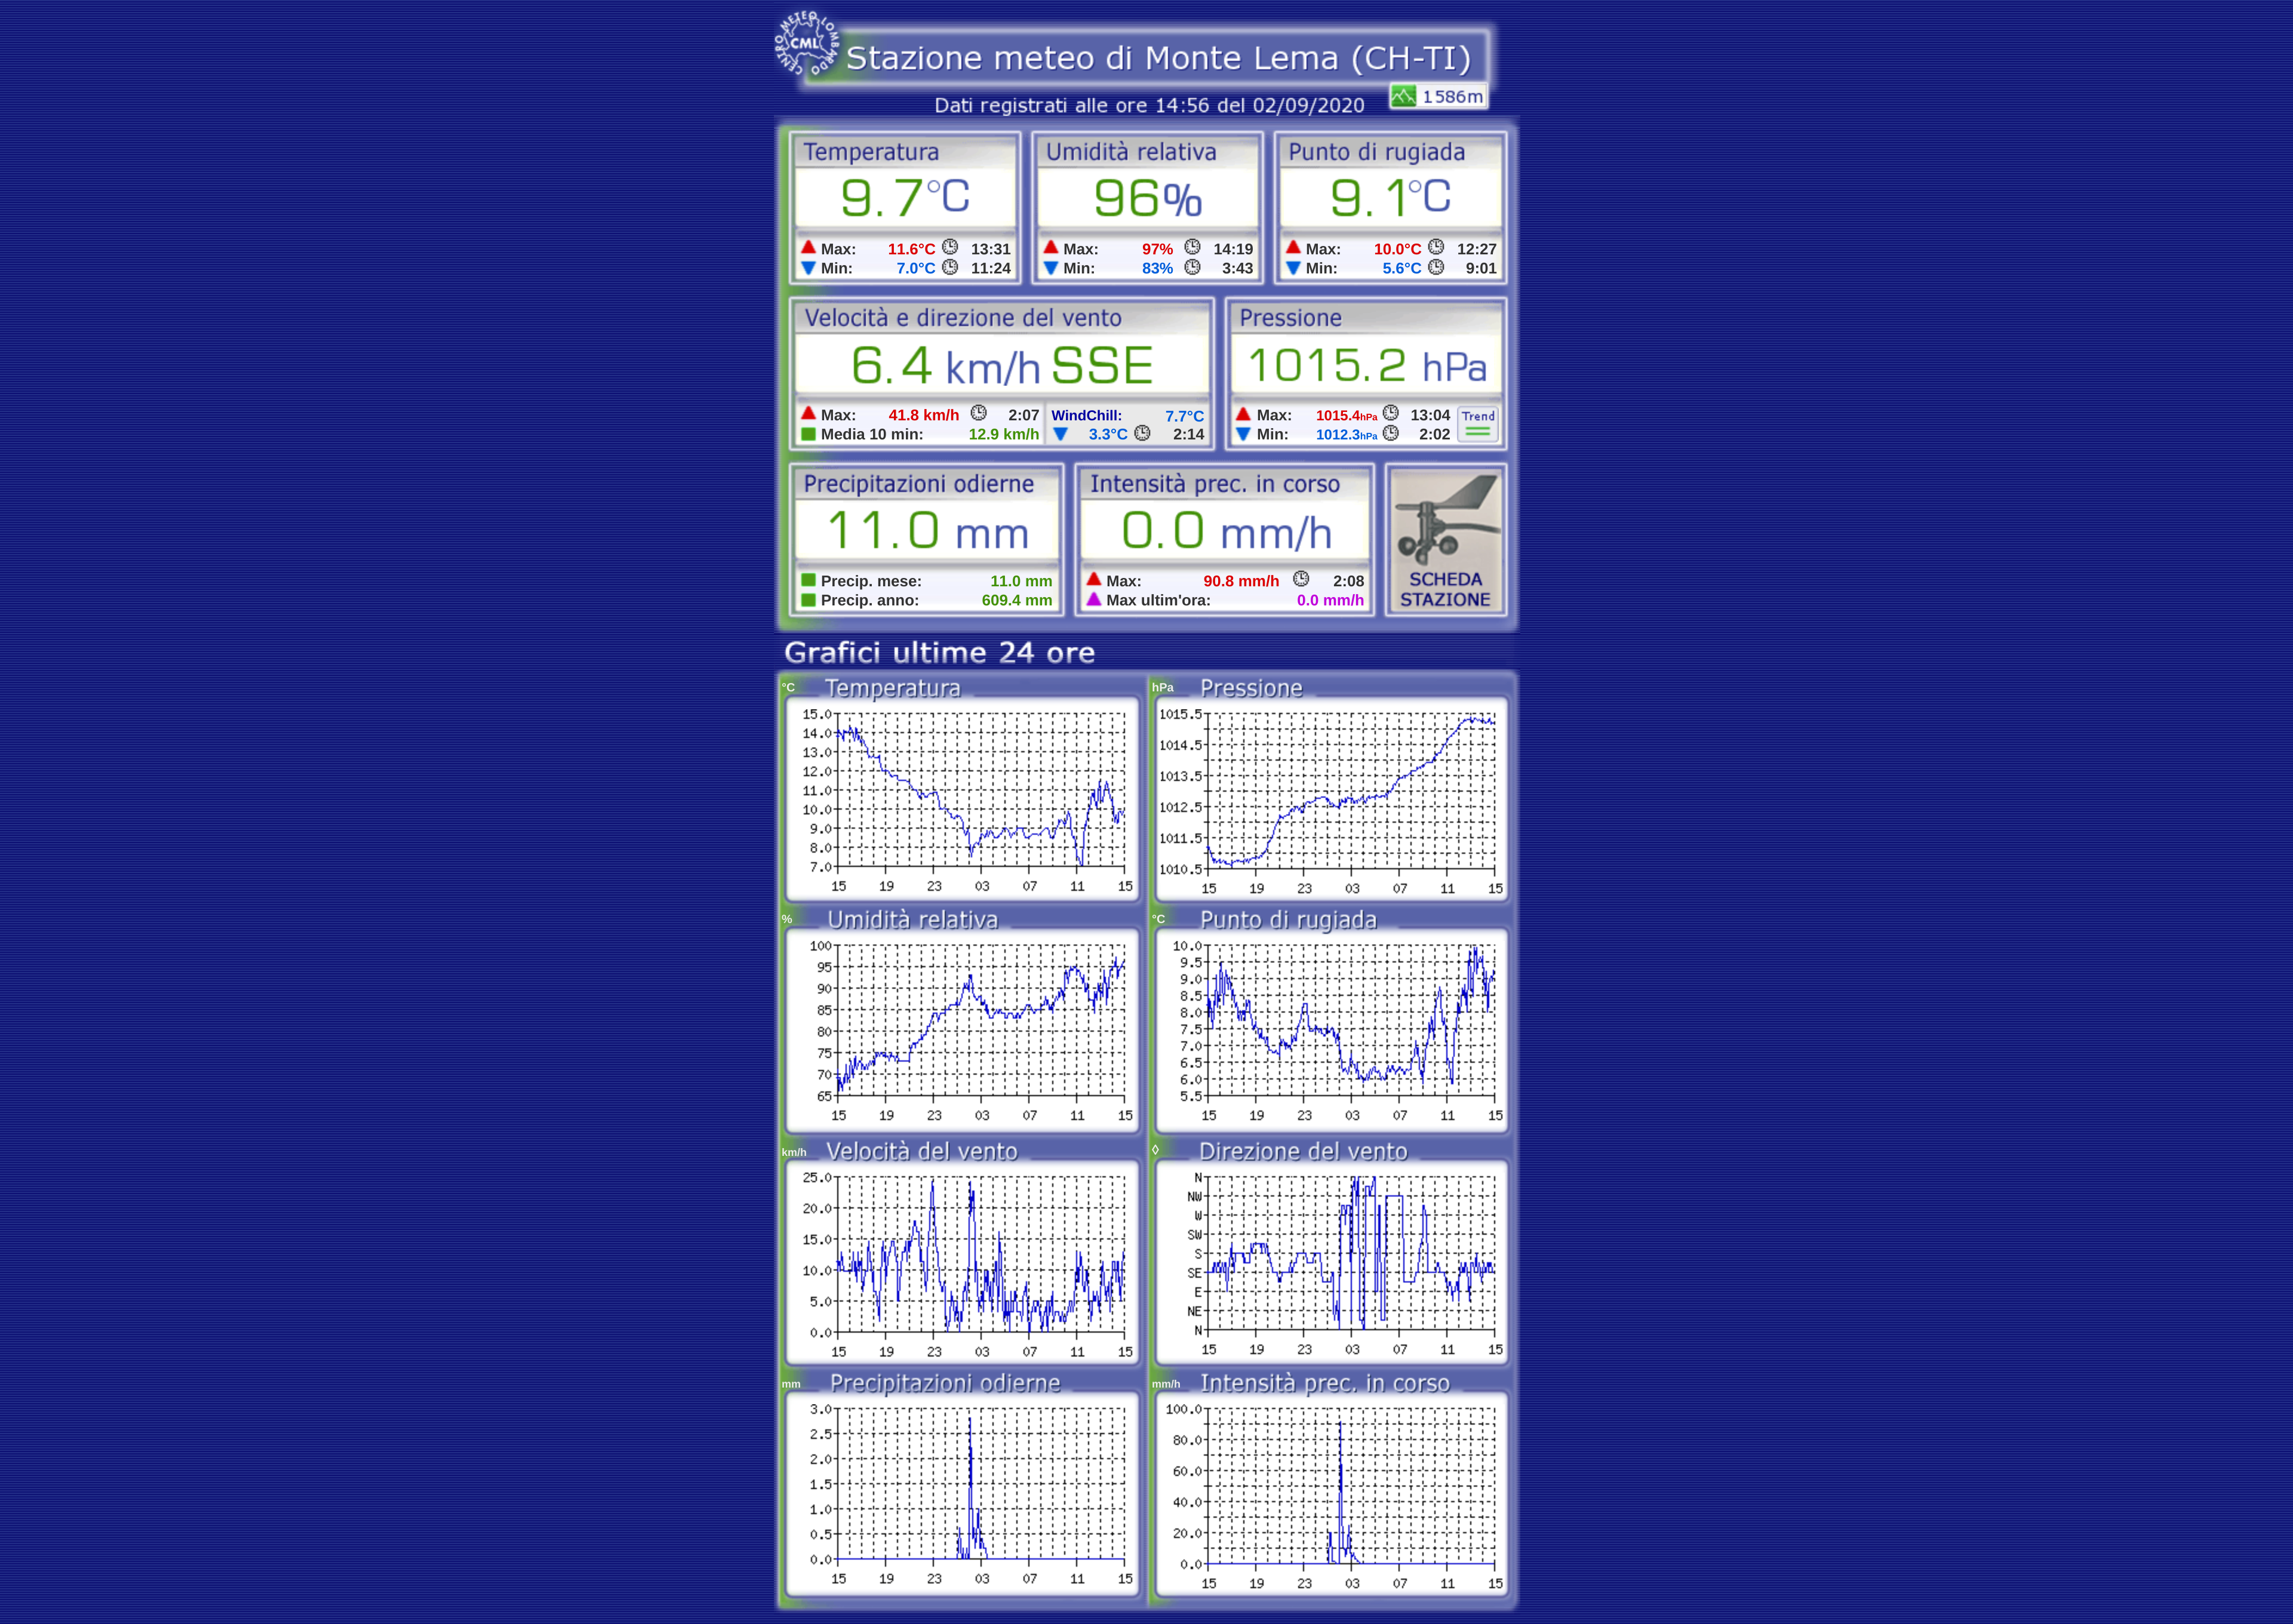 CENTRO METEO LOMBARDO
CML
Stazione meteo di Monte Lema (CH-TI)
1586m
Dati registrati alle ore 14:56 del 02/09/2020
Temperatura
9.7°C
Max: 11.6°C 13:31
Min: 7.0°C 11:24
Umidità relativa
96%
Max: 97% 14:19
Min: 83% 3:43
Punto di rugiada
9.1°C
Max: 10.0°C 12:27
Min: 5.6°C 9:01
Velocità e direzione del vento
6.4 km/h SSE
Max: 41.8 km/h 2:07
Media 10 min: 12.9 km/h
WindChill: 7.7°C
3.3°C 2:14
Pressione
1015.2 hPa
Max: 1015.4hPa 13:04
Min: 1012.3hPa 2:02
Trend
Precipitazioni odierne
11.0 mm
Precip. mese: 11.0 mm
Precip. anno: 609.4 mm
Intensità prec. in corso
0.0 mm/h
Max: 90.8 mm/h 2:08
Max ultim'ora: 0.0 mm/h
SCHEDA
STAZIONE
Grafici ultime 24 ore
°C Temperatura
15.0
14.0
13.0
12.0
11.0
10.0
9.0
8.0
7.0
15 19 23 03 07 11 15
hPa Pressione
1015.5
1014.5
1013.5
1012.5
1011.5
1010.5
15 19 23 03 07 11 15
% Umidità relativa
100
95
90
85
80
75
70
65
15 19 23 03 07 11 15
°C Punto di rugiada
10.0
9.5
9.0
8.5
8.0
7.5
7.0
6.5
6.0
5.5
15 19 23 03 07 11 15
km/h Velocità del vento
25.0
20.0
15.0
10.0
5.0
0.0
15 19 23 03 07 11 15
◊ Direzione del vento
N
NW
W
SW
S
SE
E
NE
N
15 19 23 03 07 11 15
mm Precipitazioni odierne
3.0
2.5
2.0
1.5
1.0
0.5
0.0
15 19 23 03 07 11 15
mm/h Intensità prec. in corso
100.0
80.0
60.0
40.0
20.0
0.0
15 19 23 03 07 11 15